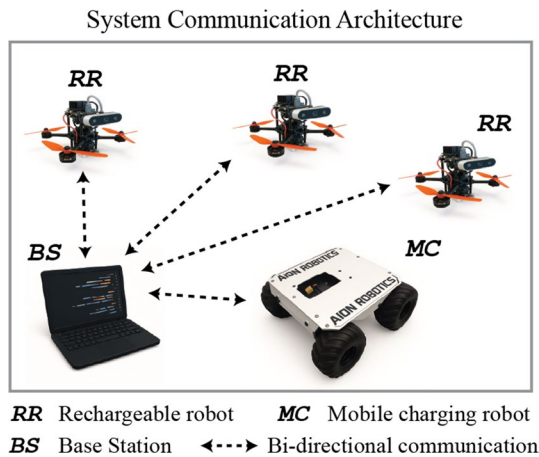 System Communication Architecture
RR
RR
RR
BS
MC
AION ROBOTICS
AION ROBOTICS
RR Rechargeable robot MC Mobile charging robot
BS Base Station Bi-directional communication